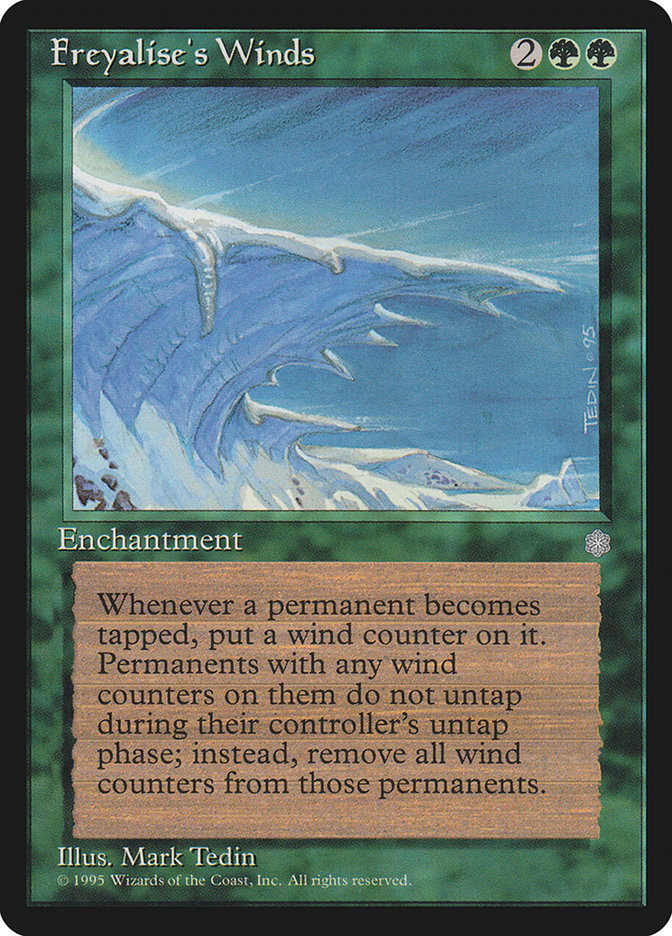 Freyalise's Winds 2
TEDIN © 95
Enchantment
Whenever a permanent becomes
tapped, put a wind counter on it.
Permanents with any wind
counters on them do not untap
during their controller's untap
phase; instead, remove all wind
counters from those permanents.
Illus. Mark Tedin
© 1995 Wizards of the Coast, Inc. All rights reserved.